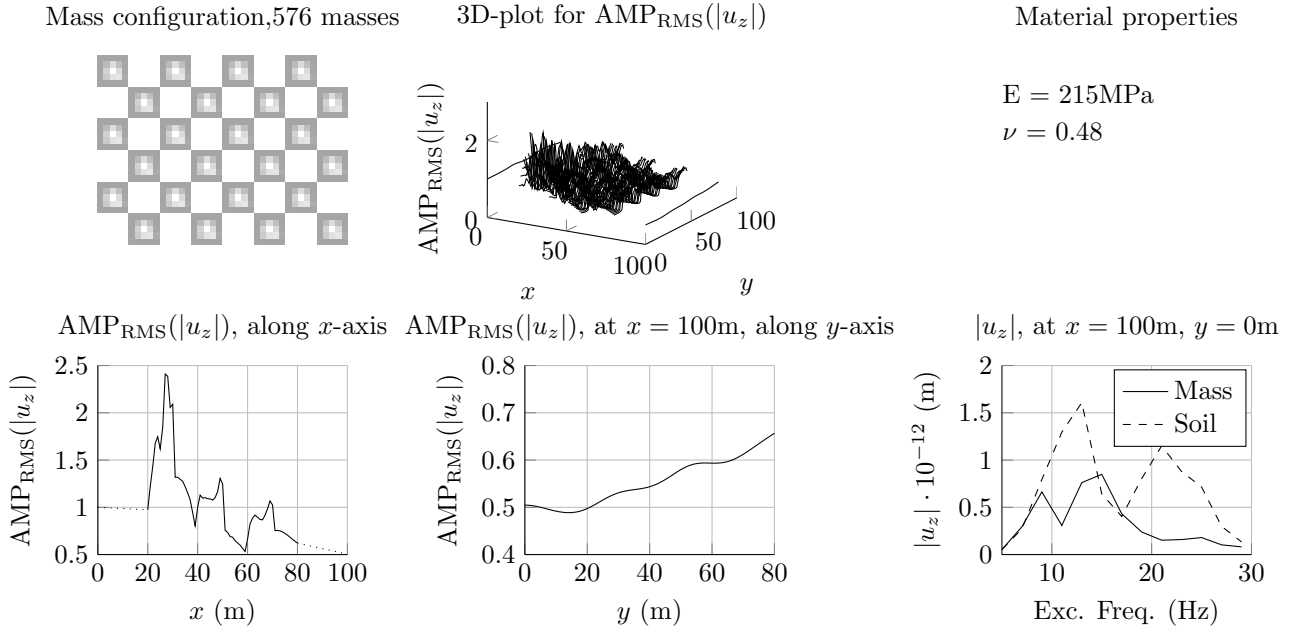 Mass configuration,576 masses
3D-plot for AMP_RMS(|u_z|)
Material properties
E = 215MPa
ν = 0.48
AMP_RMS(|u_z|)
2
0
0
50
100
x
0
50
100
y
AMP_RMS(|u_z|), along x-axis
AMP_RMS(|u_z|)
2.5
2
1.5
1
0.5
0 20 40 60 80 100
x (m)
AMP_RMS(|u_z|), at x = 100m, along y-axis
AMP_RMS(|u_z|)
0.8
0.7
0.6
0.5
0.4
0 20 40 60 80
y (m)
|u_z|, at x = 100m, y = 0m
|u_z| · 10^−12 (m)
2
1.5
1
0.5
0
Mass
Soil
10 20 30
Exc. Freq. (Hz)